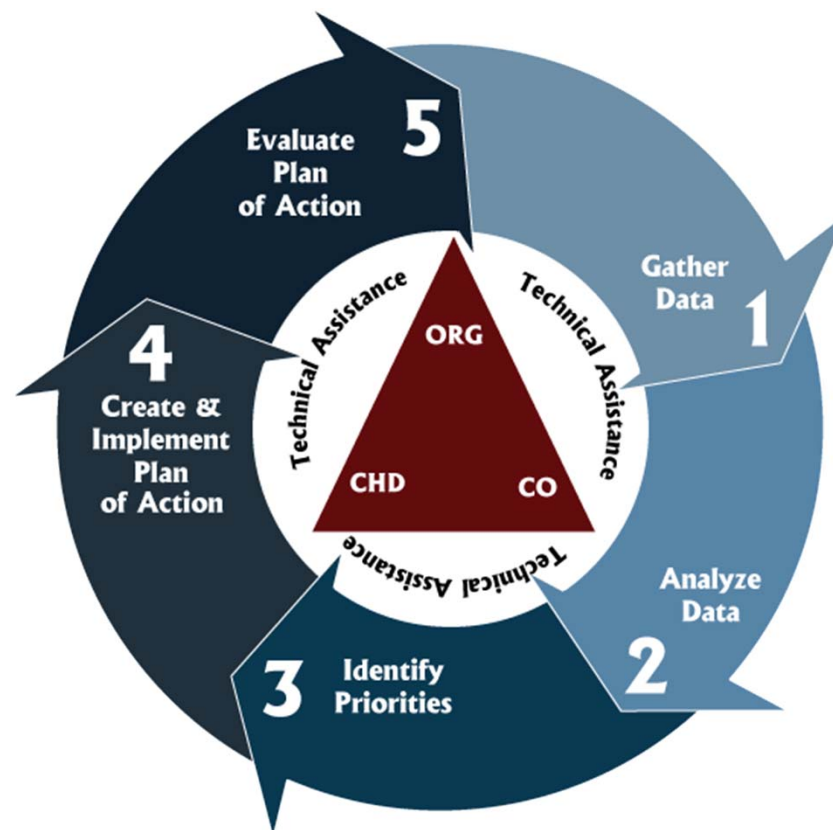 Gather
Data
1
Analyze
Data
2
3
Identify
Priorities
4
Create &
Implement
Plan
of Action
5
Evaluate
Plan
of Action
Technical Assistance
Technical Assistance
Technical Assistance
ORG
CHD
CO